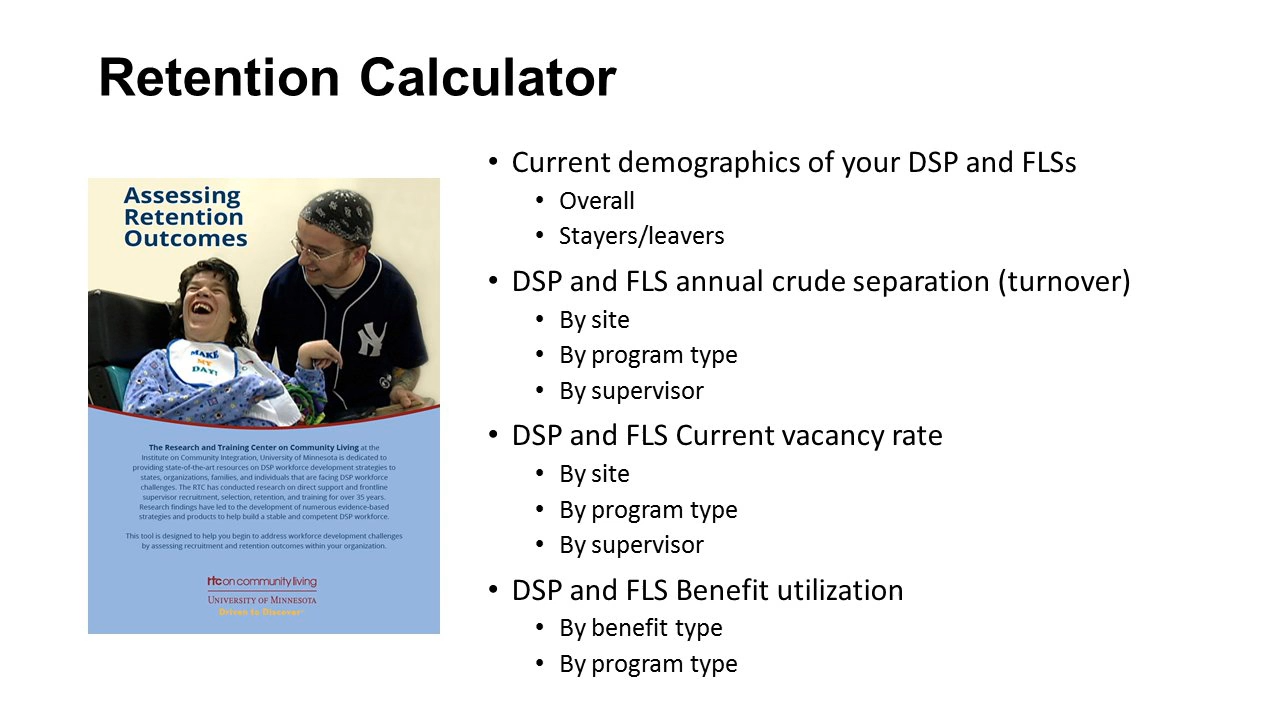 Retention Calculator
Assessing
Retention
Outcomes
MAKE
MY
DAY!
NY
The Research and Training Center on Community Living at the
Institute on Community Integration, University of Minnesota is dedicated to
providing state-of-the-art resources on DSP workforce development strategies to
states, organizations, families, and individuals that are facing DSP workforce
challenges. The RTC has conducted research on direct support and frontline
supervisor recruitment, selection, retention, and training for over 35 years.
Research findings have led to the development of numerous evidence-based
strategies and products to help build a stable and competent DSP workforce.
This tool is designed to help you begin to address workforce development challenges
by assessing recruitment and retention outcomes within your organization.
rtc on community living
UNIVERSITY OF MINNESOTA
Driven to Discover
• Current demographics of your DSP and FLSs
• Overall
• Stayers/leavers
• DSP and FLS annual crude separation (turnover)
• By site
• By program type
• By supervisor
• DSP and FLS Current vacancy rate
• By site
• By program type
• By supervisor
• DSP and FLS Benefit utilization
• By benefit type
• By program type